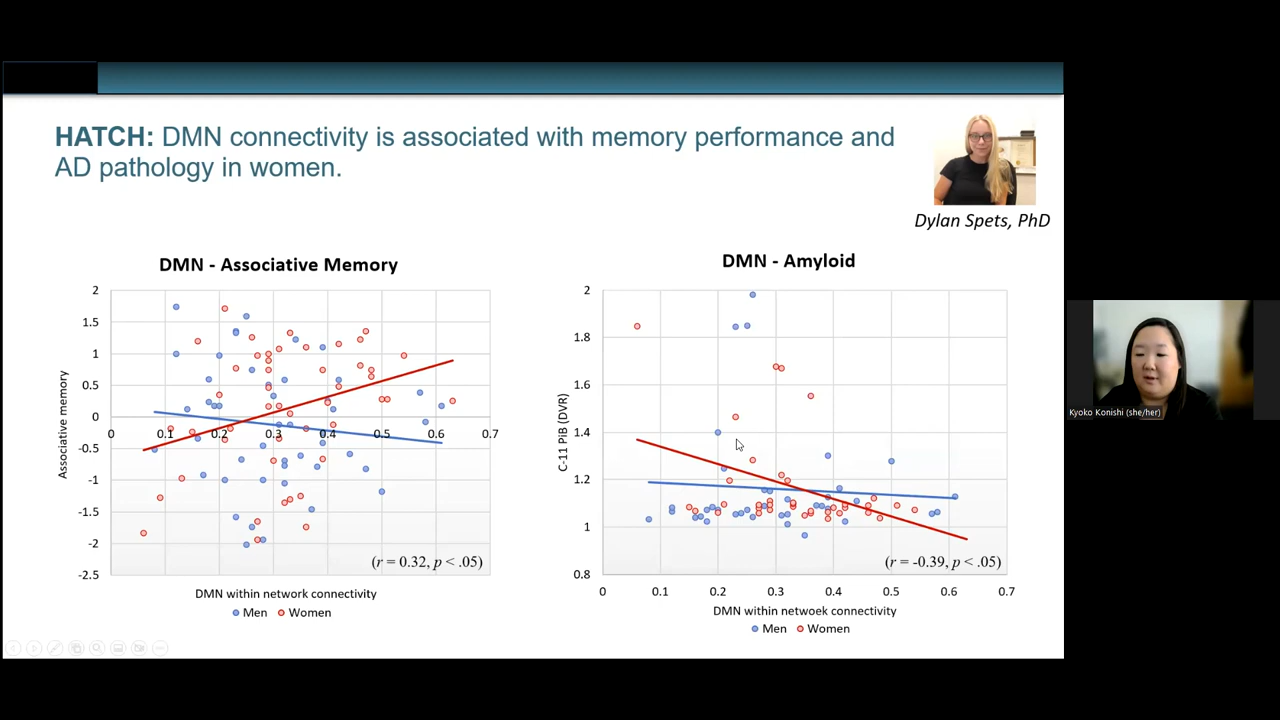 HATCH: DMN connectivity is associated with memory performance and
AD pathology in women.
Dylan Spets, PhD
DMN - Associative Memory
2
1.5
1
0.5
0
-0.5
-1
-1.5
-2
-2.5
0 0.1 0.2 0.3 0.4 0.5 0.6 0.7
Associative memory
(r = 0.32, p < .05)
DMN within network connectivity
Men Women
DMN - Amyloid
2
1.8
1.6
1.4
1.2
1
0.8
0 0.1 0.2 0.3 0.4 0.5 0.6 0.7
C-11 PiB (DVR)
(r = -0.39, p < .05)
DMN within netwoek connectivity
Men Women
Kyoko Konishi (she/her)